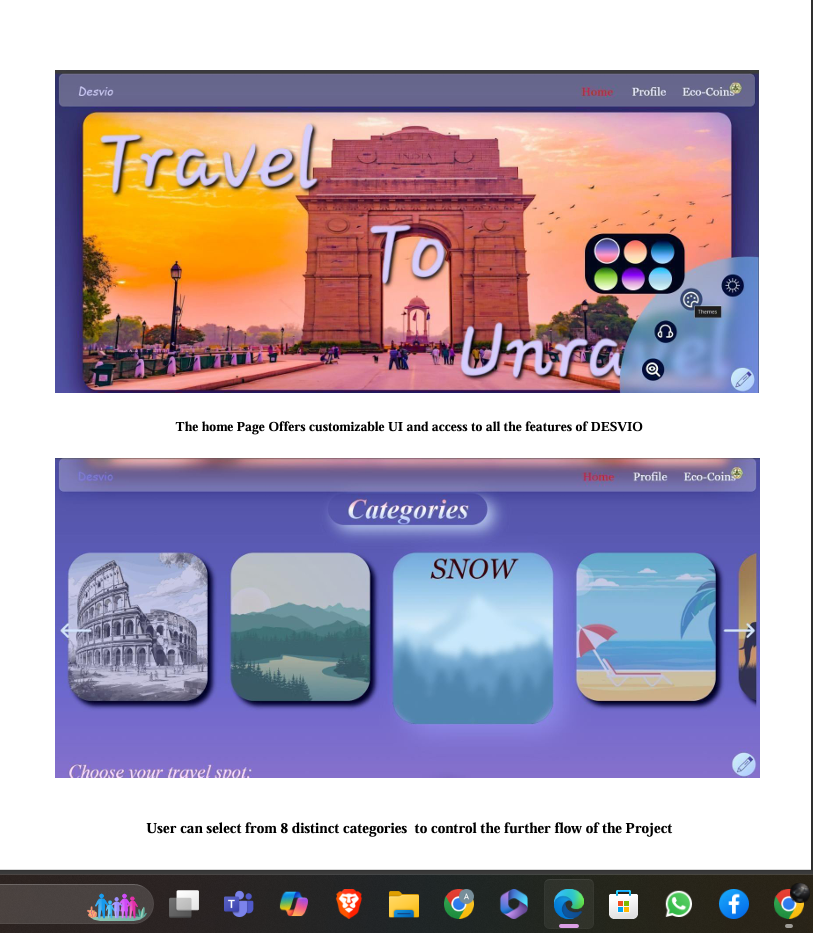 Desvio
Home Profile Eco-Coins
Travel
INDIA
To
Themes
Unravel
The home Page Offers customizable UI and access to all the features of DESVIO
Desvio
Home Profile Eco-Coins
Categories
SNOW
Choose your travel spot:
User can select from 8 distinct categories to control the further flow of the Project
T
A